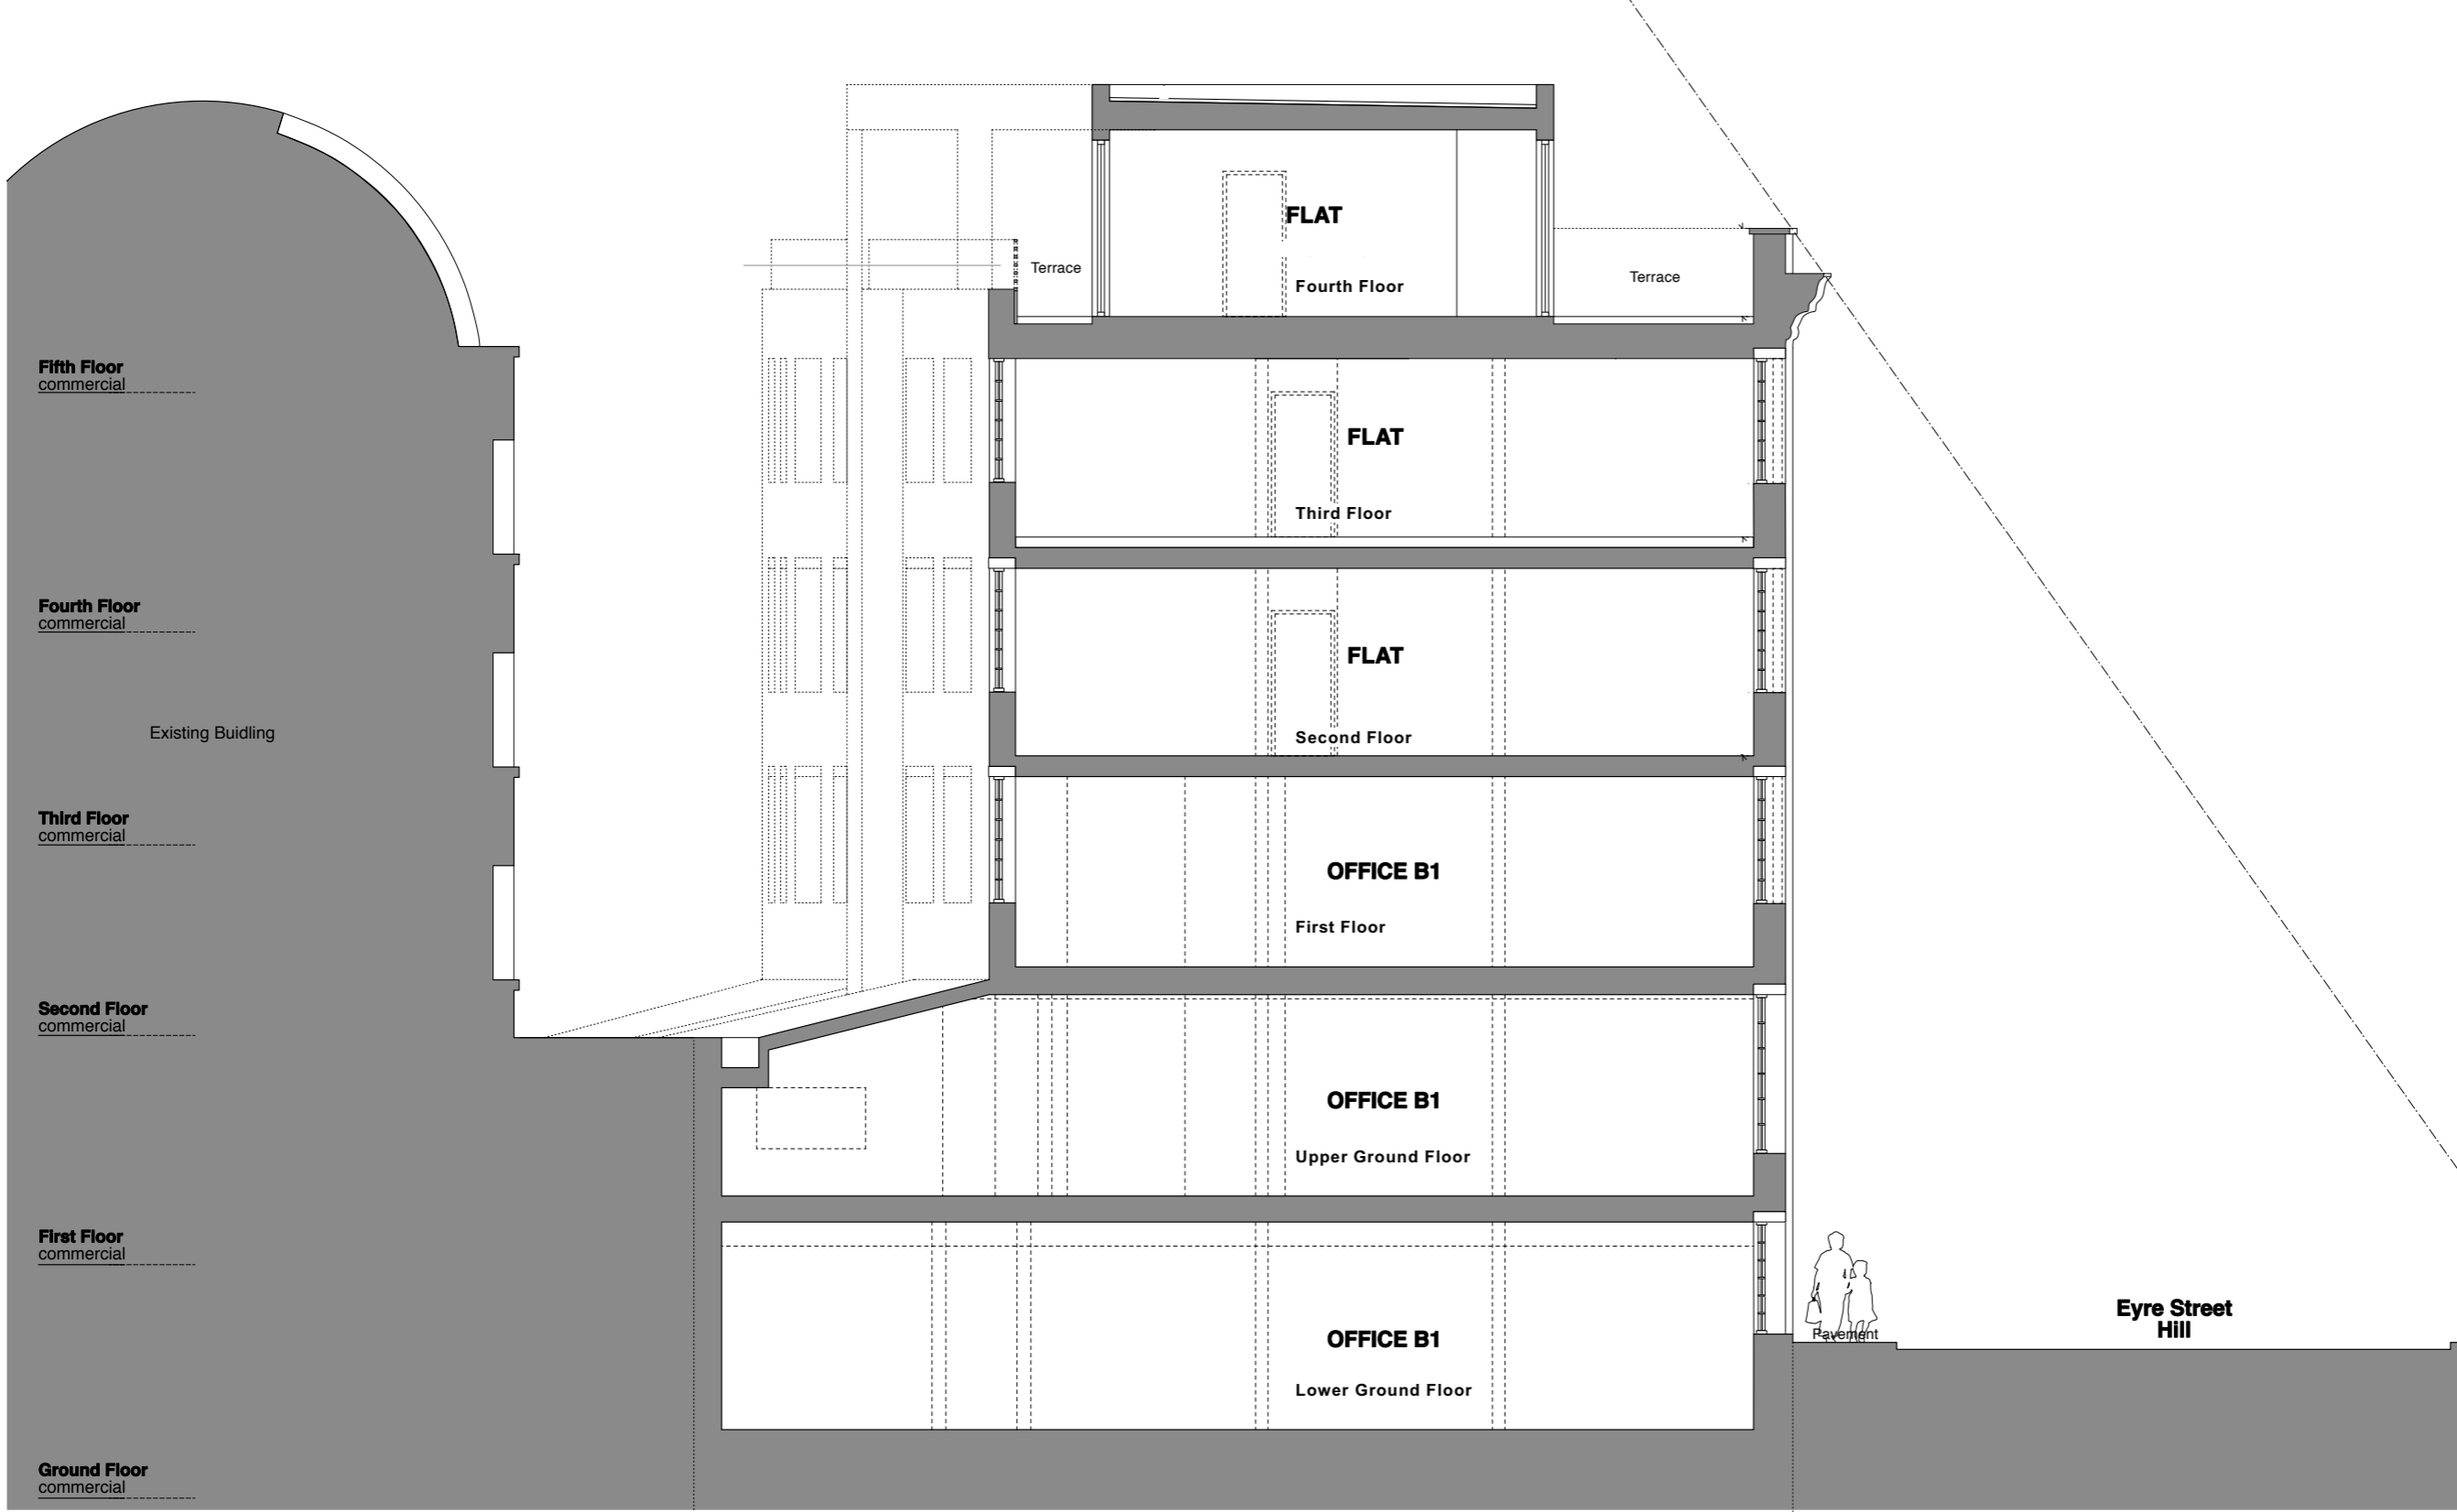 FLAT
Fourth Floor
Terrace
Terrace
Fifth Floor
commercial
FLAT
Third Floor
Fourth Floor
commercial
FLAT
Second Floor
Existing Buidling
Third Floor
commercial
OFFICE B1
First Floor
Second Floor
commercial
OFFICE B1
Upper Ground Floor
First Floor
commercial
OFFICE B1
Lower Ground Floor
Pavement
Eyre Street
Hill
Ground Floor
commercial